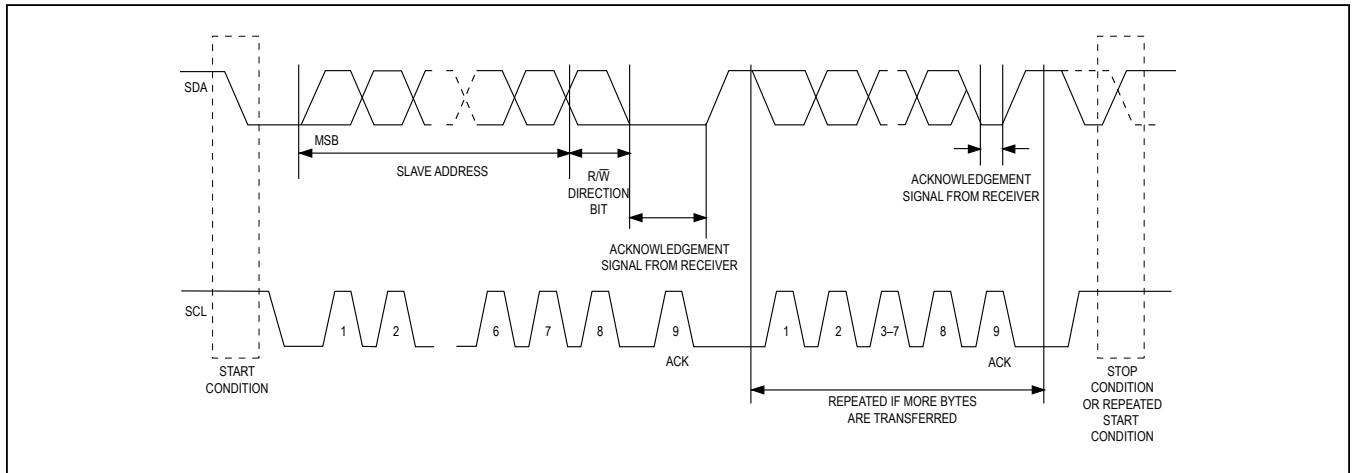 SDA
MSB
SLAVE ADDRESS
R/W̅
DIRECTION
BIT
ACKNOWLEDGEMENT
SIGNAL FROM RECEIVER
ACKNOWLEDGEMENT
SIGNAL FROM RECEIVER
SCL
1 2 6 7 8 9 1 2 3–7 8 9
ACK ACK
START
CONDITION
REPEATED IF MORE BYTES
ARE TRANSFERRED
STOP
CONDITION
OR REPEATED
START
CONDITION